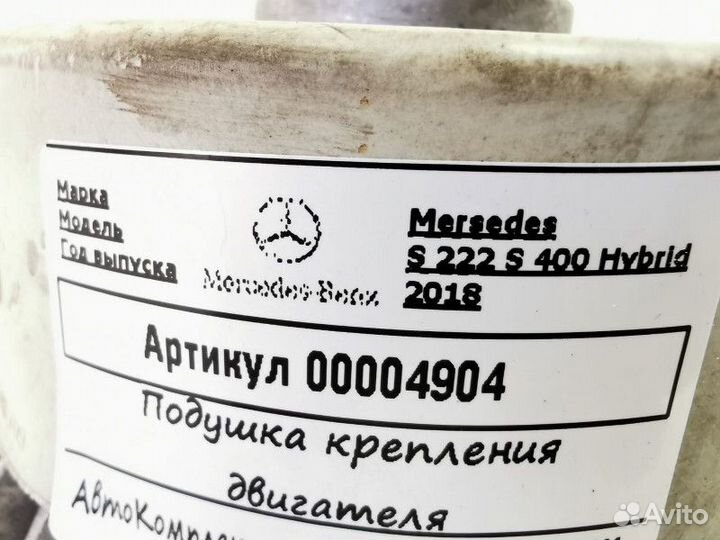 Марка
Mersedes
Модель
S 222 S 400 Hybrid
Год выпуска
2018
Mercedes-Benz
Артикул 00004904
Подушка крепления
двигателя
Avito